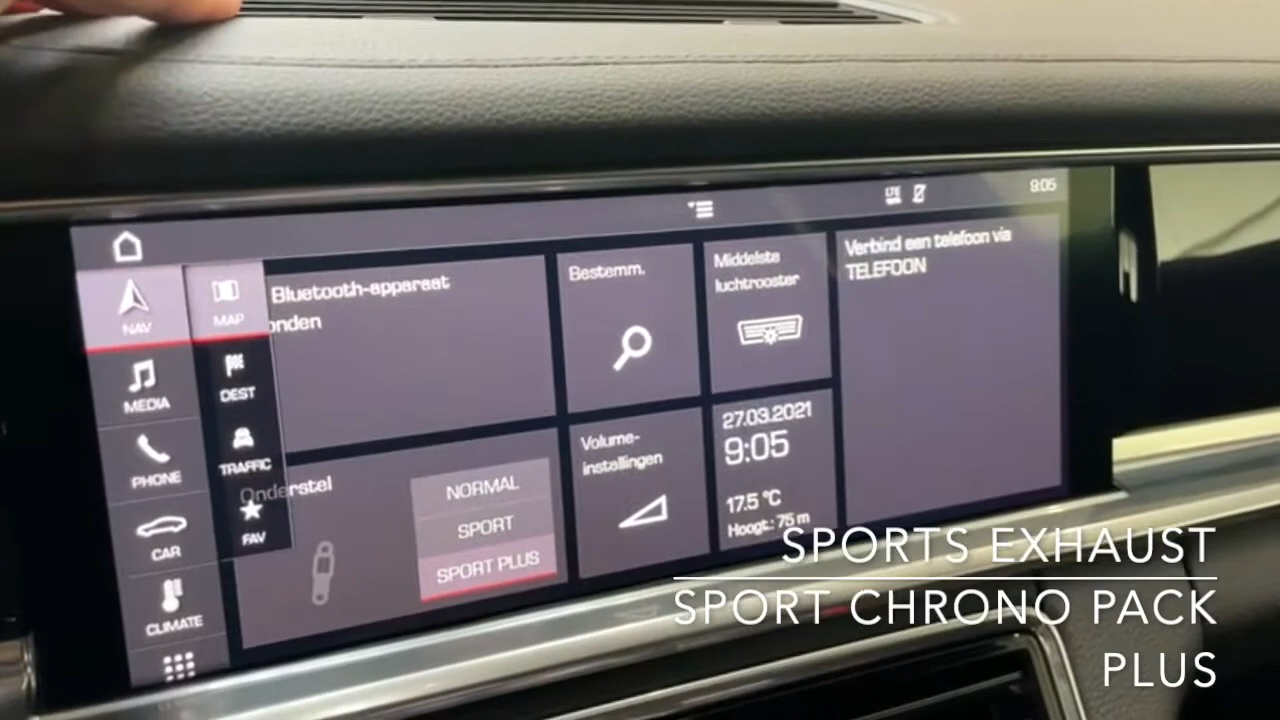 LTE
9:05
NAV
MAP
MEDIA
DEST
PHONE
TRAFFIC
CAR
FAV
CLIMATE
Bluetooth-apparaat
onden
Bestemm.
Middelste
luchtrooster
Verbind een telefoon via
TELEFOON
Onderstel
NORMAL
SPORT
SPORT PLUS
Volume-
instellingen
27.03.2021
9:05
17.5 °C
Hoogt.: 75 m
SPORTS EXHAUST
SPORT CHRONO PACK
PLUS